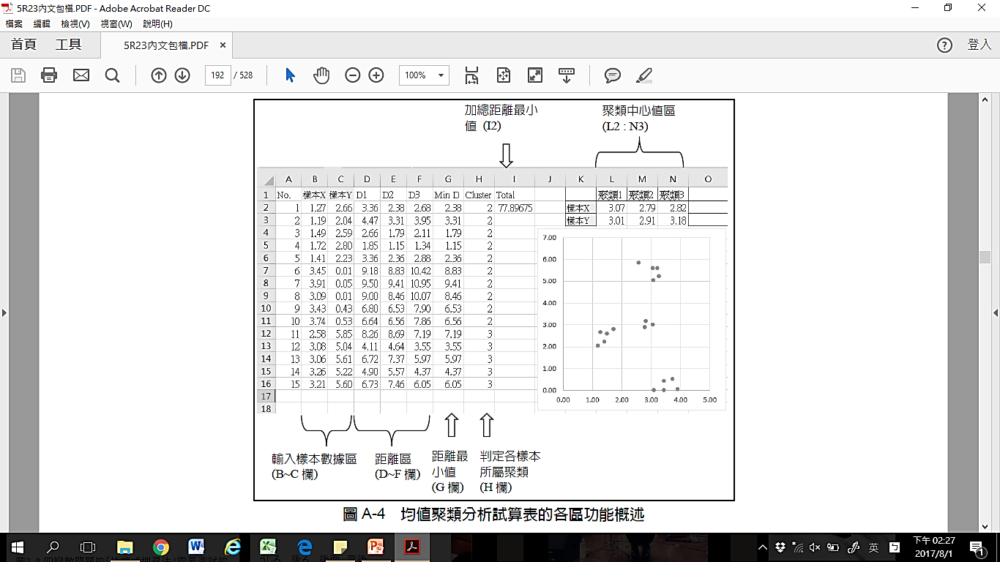 5R23內文包檔.PDF - Adobe Acrobat Reader DC
檔案 編輯 檢視(V) 視窗(W) 說明(H)
首頁 工具 5R23內文包檔.PDF × 登入
192 / 528 100%
加總距離最小
值 (I2)
聚類中心值區
(L2 : N3)
A B C D E F G H I J K L M N O
1 No. 樣本X 樣本Y D1 D2 D3 Min D Cluster Total 聚類1 聚類2 聚類3
2 1 1.27 2.66 3.36 2.38 2.68 2.38 2 77.89675 樣本X 3.07 2.79 2.82
3 2 1.19 2.04 4.47 3.31 3.95 3.31 2 樣本Y 3.01 2.91 3.18
4 3 1.49 2.59 2.66 1.79 2.11 1.79 2
5 4 1.72 2.80 1.85 1.15 1.34 1.15 2
6 5 1.41 2.23 3.36 2.36 2.88 2.36 2
7 6 3.45 0.01 9.18 8.83 10.42 8.83 2
8 7 3.91 0.05 9.50 9.41 10.95 9.41 2
9 8 3.09 0.01 9.00 8.46 10.07 8.46 2
10 9 3.43 0.43 6.80 6.53 7.90 6.53 2
11 10 3.74 0.53 6.64 6.56 7.86 6.56 2
12 11 2.58 5.85 8.26 8.69 7.19 7.19 3
13 12 3.08 5.04 4.11 4.64 3.55 3.55 3
14 13 3.06 5.61 6.72 7.37 5.97 5.97 3
15 14 3.26 5.22 4.90 5.57 4.37 4.37 3
16 15 3.21 5.60 6.73 7.46 6.05 6.05 3
17
18
7.00
6.00
5.00
4.00
3.00
2.00
1.00
0.00
0.00 1.00 2.00 3.00 4.00 5.00
輸入樣本數據區
(B~C 欄)
距離區
(D~F 欄)
距離最
小值
(G 欄)
判定各樣本
所屬聚類
(H 欄)
圖 A-4 均值聚類分析試算表的各區功能概述
英
下午 02:27
2017/8/1
1